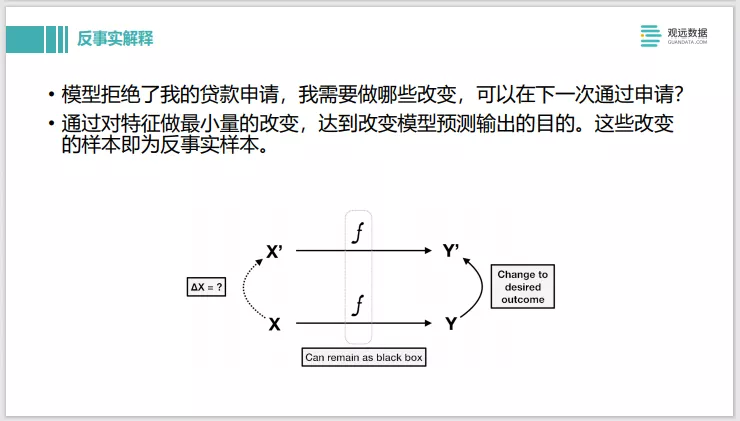 反事实解释
观远数据
GUANDATA.COM
• 模型拒绝了我的贷款申请，我需要做哪些改变，可以在下一次通过申请？
• 通过对特征做最小量的改变，达到改变模型预测输出的目的。这些改变
的样本即为反事实样本。
f
X’
Y’
ΔX = ?
Change to
desired
outcome
f
X
Y
Can remain as black box